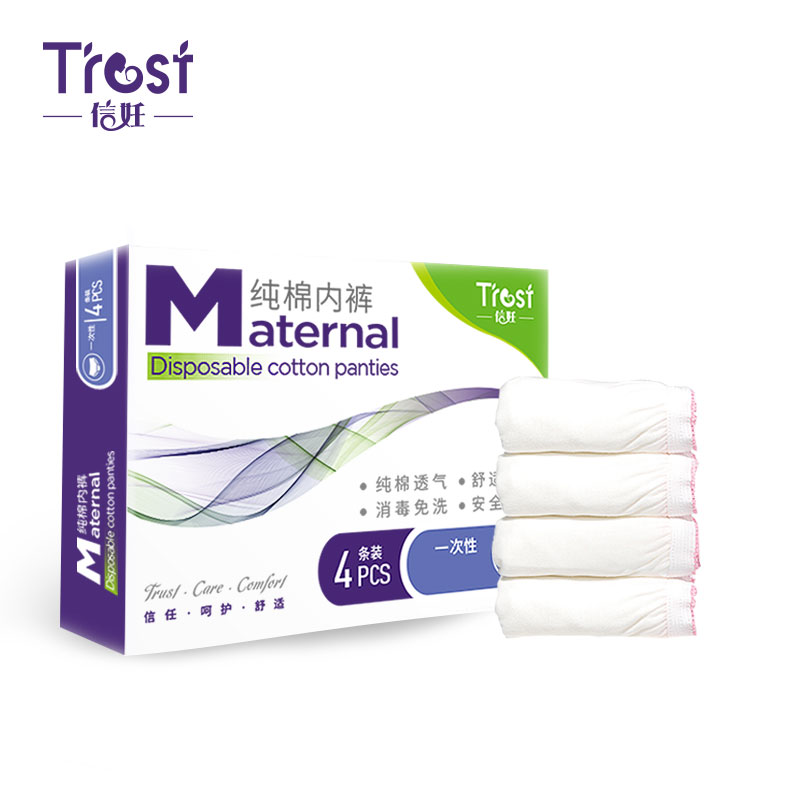 Trost
信妊
纯棉内裤
Maternal
Disposable cotton panties
Trost
信妊
纯棉透气
舒
消毒免洗
安全
4 条装
PCS
一次性
Trust · Care · Comfort
信任 · 呵护 · 舒适
一次性 4 条装
PCS
纯棉内裤
Maternal
Disposable cotton panties